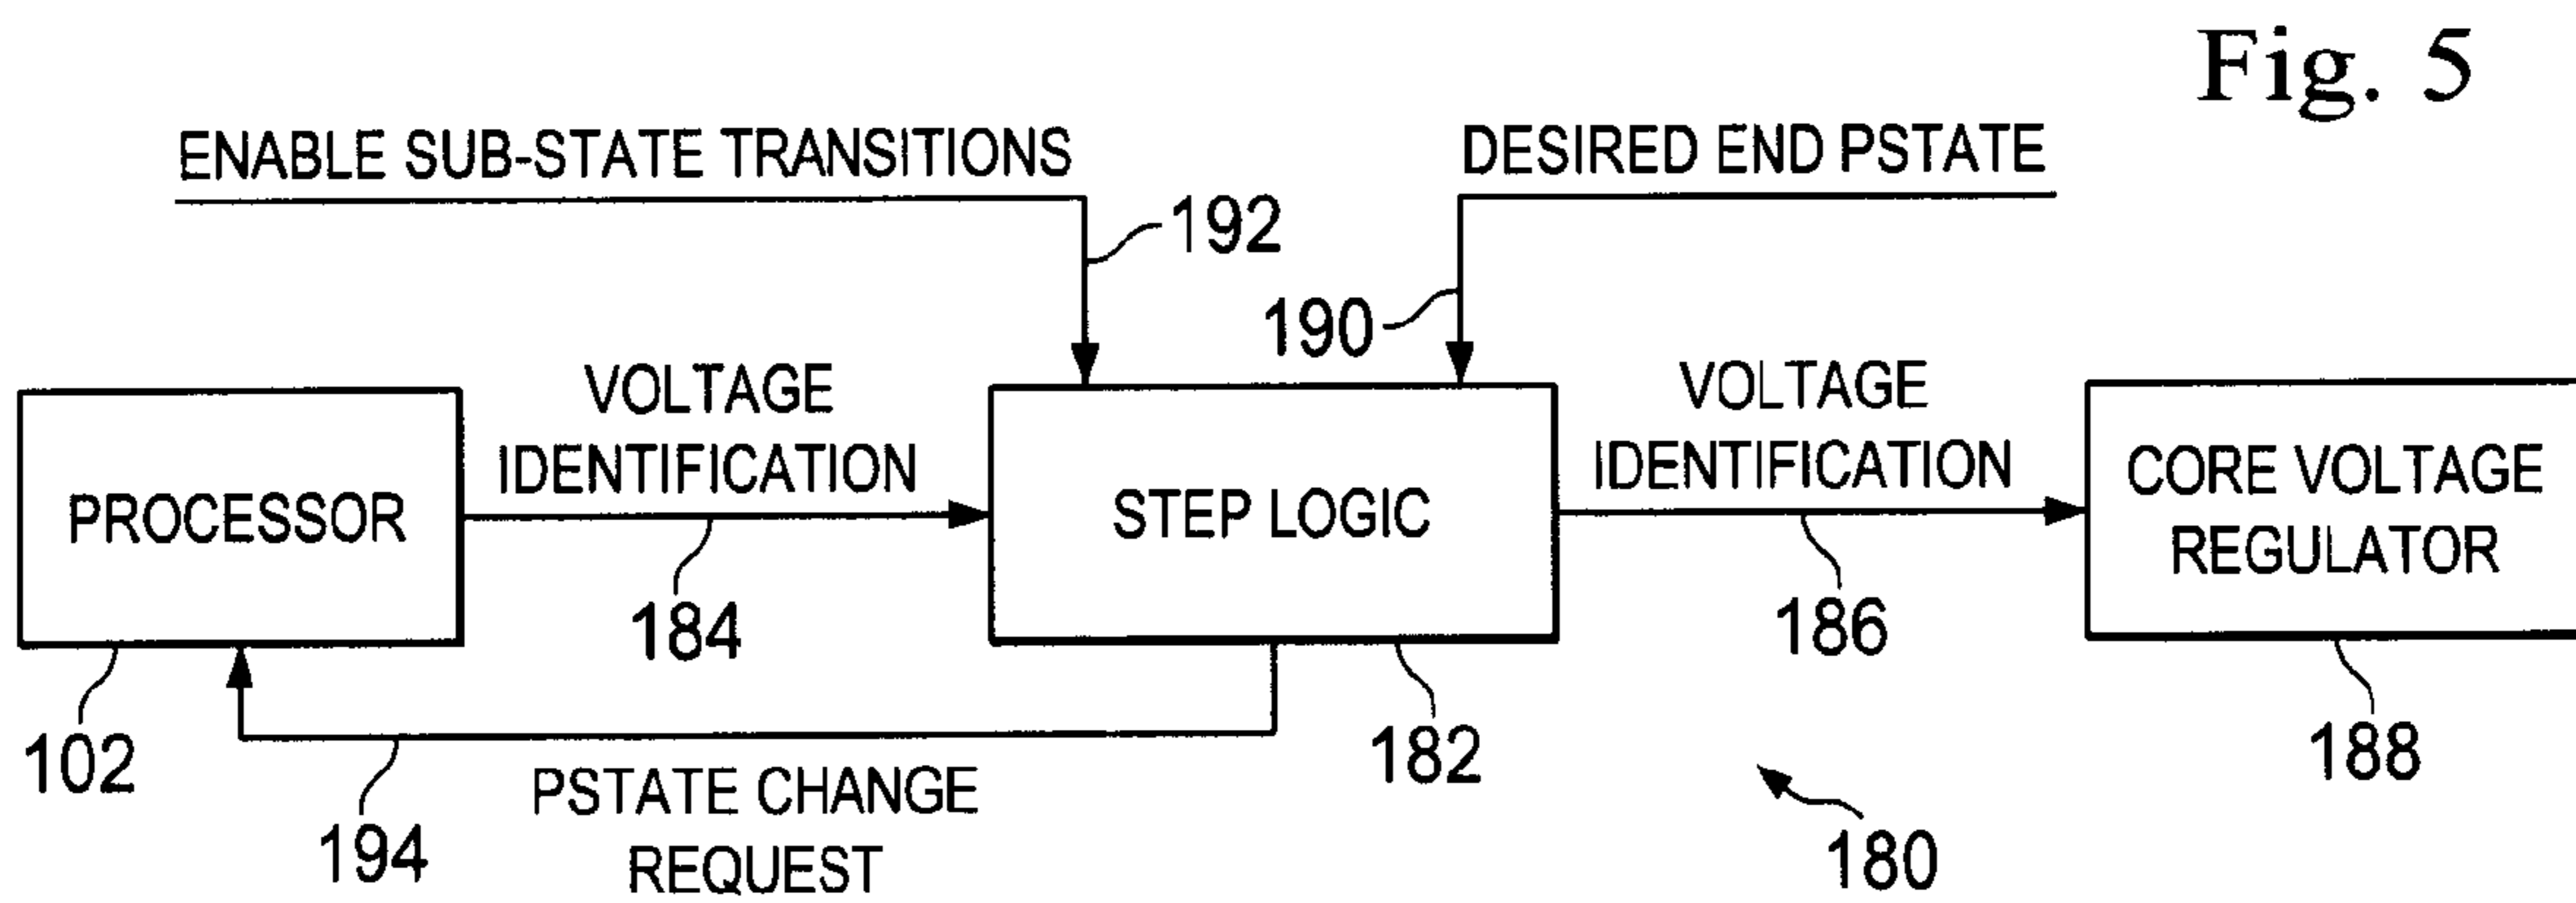 Fig. 5
ENABLE SUB-STATE TRANSITIONS
DESIRED END PSTATE
192
190
VOLTAGE
IDENTIFICATION
VOLTAGE
IDENTIFICATION
PROCESSOR
STEP LOGIC
CORE VOLTAGE
REGULATOR
184
186
102
182
188
194
PSTATE CHANGE
REQUEST
180